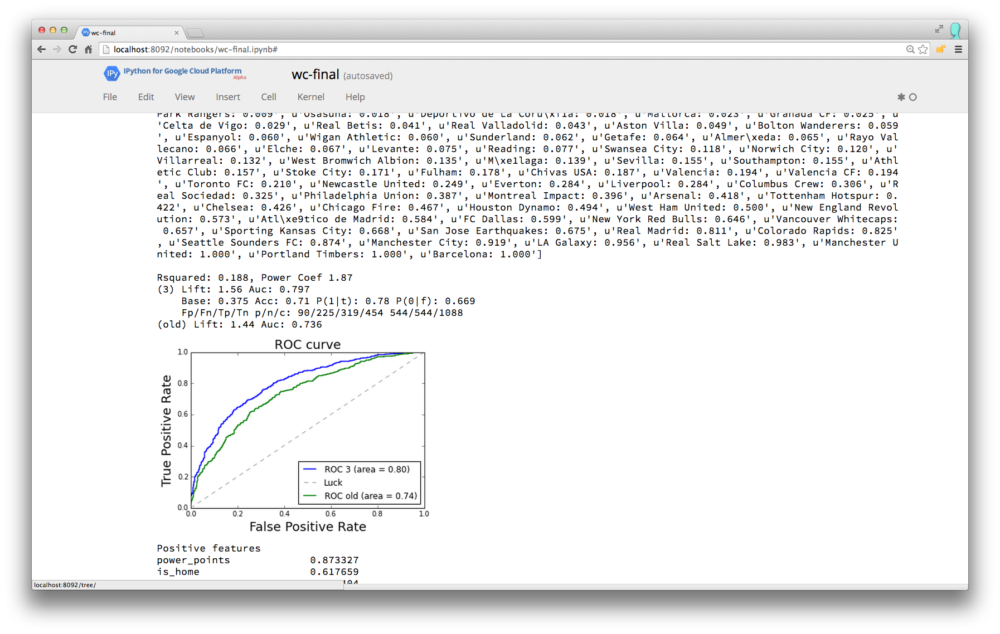 wc-final
localhost:8092/notebooks/wc-final.ipynb#
IPy IPython for Google Cloud Platform
Alpha
wc-final (autosaved)
File Edit View Insert Cell Kernel Help
Park Rangers: 0.009', u'Osasuna: 0.018', u'Deportivo de La Coru\xf1a: 0.018', u'Mallorca: 0.023', u'Granada CF: 0.025', u
'Celta de Vigo: 0.029', u'Real Betis: 0.041', u'Real Valladolid: 0.043', u'Aston Villa: 0.049', u'Bolton Wanderers: 0.059
', u'Espanyol: 0.060', u'Wigan Athletic: 0.060', u'Sunderland: 0.062', u'Getafe: 0.064', u'Almer\xeda: 0.065', u'Rayo Val
lecano: 0.066', u'Elche: 0.067', u'Levante: 0.075', u'Reading: 0.077', u'Swansea City: 0.118', u'Norwich City: 0.120', u'
Villarreal: 0.132', u'West Bromwich Albion: 0.135', u'M\xe1laga: 0.139', u'Sevilla: 0.155', u'Southampton: 0.155', u'Athl
etic Club: 0.157', u'Stoke City: 0.171', u'Fulham: 0.178', u'Chivas USA: 0.187', u'Valencia: 0.194', u'Valencia CF: 0.194
', u'Toronto FC: 0.210', u'Newcastle United: 0.249', u'Everton: 0.284', u'Liverpool: 0.284', u'Columbus Crew: 0.306', u'R
eal Sociedad: 0.325', u'Philadelphia Union: 0.387', u'Montreal Impact: 0.396', u'Arsenal: 0.418', u'Tottenham Hotspur: 0.
422', u'Chelsea: 0.426', u'Chicago Fire: 0.467', u'Houston Dynamo: 0.494', u'West Ham United: 0.500', u'New England Revol
ution: 0.573', u'Atl\xe9tico de Madrid: 0.584', u'FC Dallas: 0.599', u'New York Red Bulls: 0.646', u'Vancouver Whitecaps:
0.657', u'Sporting Kansas City: 0.668', u'San Jose Earthquakes: 0.675', u'Real Madrid: 0.811', u'Colorado Rapids: 0.825'
, u'Seattle Sounders FC: 0.874', u'Manchester City: 0.919', u'LA Galaxy: 0.956', u'Real Salt Lake: 0.983', u'Manchester U
nited: 1.000', u'Portland Timbers: 1.000', u'Barcelona: 1.000']
Rsquared: 0.188, Power Coef 1.87
(3) Lift: 1.56 Auc: 0.797
Base: 0.375 Acc: 0.71 P(1|t): 0.78 P(0|f): 0.669
Fp/Fn/Tp/Tn p/n/c: 90/225/319/454 544/544/1088
(old) Lift: 1.44 Auc: 0.736
ROC curve
True Positive Rate
1.0
0.8
0.6
0.4
0.2
0.0
ROC 3 (area = 0.80)
Luck
ROC old (area = 0.74)
0.0 0.2 0.4 0.6 0.8 1.0
False Positive Rate
Positive features
power_points 0.873327
is_home 0.617659
localhost:8092/tree/